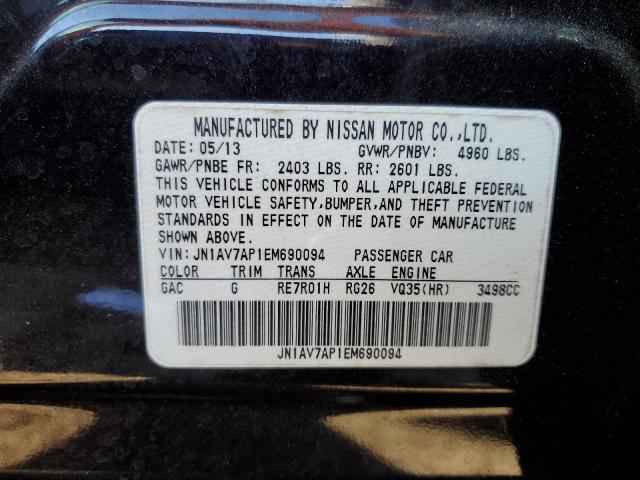 MANUFACTURED BY NISSAN MOTOR CO.,LTD.
DATE: 05/13 GVWR/PNBV: 4960 LBS.
GAWR/PNBE FR: 2403 LBS. RR: 2601 LBS.
THIS VEHICLE CONFORMS TO ALL APPLICABLE FEDERAL
MOTOR VEHICLE SAFETY,BUMPER,AND THEFT PREVENTION
STANDARDS IN EFFECT ON THE DATE OF MANUFACTURE
SHOWN ABOVE.
VIN: JN1AV7AP1EM690094 PASSENGER CAR
COLOR TRIM TRANS AXLE ENGINE
GAC G RE7R01H RG26 VQ35(HR) 3498CC
JN1AV7AP1EM690094